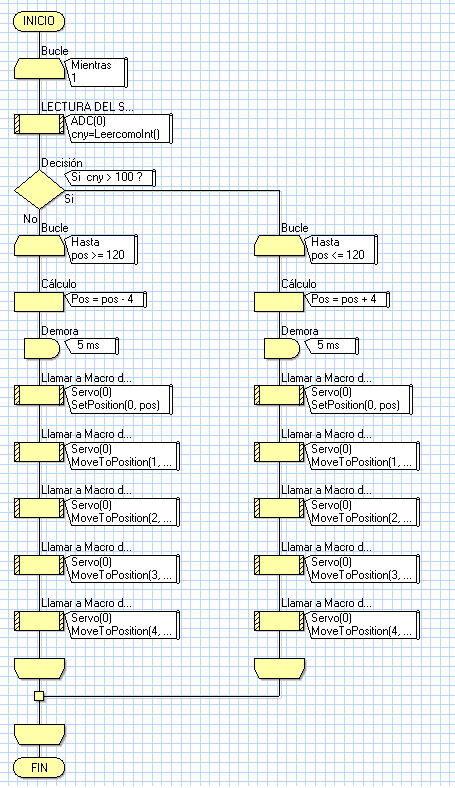 INICIO
Bucle
Mientras
1
LECTURA DEL S...
ADC(0)
cny=LeercomoInt()
Decisión
Si cny > 100 ?
Si
No
Bucle
Hasta
pos >= 120
Cálculo
Pos = pos - 4
Demora
5 ms
Llamar a Macro d...
Servo(0)
SetPosition(0, pos)
Llamar a Macro d...
Servo(0)
MoveToPosition(1, ...
Llamar a Macro d...
Servo(0)
MoveToPosition(2, ...
Llamar a Macro d...
Servo(0)
MoveToPosition(3, ...
Llamar a Macro d...
Servo(0)
MoveToPosition(4, ...
Bucle
Hasta
pos <= 120
Cálculo
Pos = pos + 4
Demora
5 ms
Llamar a Macro d...
Servo(0)
SetPosition(0, pos)
Llamar a Macro d...
Servo(0)
MoveToPosition(1, ...
Llamar a Macro d...
Servo(0)
MoveToPosition(2, ...
Llamar a Macro d...
Servo(0)
MoveToPosition(3, ...
Llamar a Macro d...
Servo(0)
MoveToPosition(4, ...
FIN